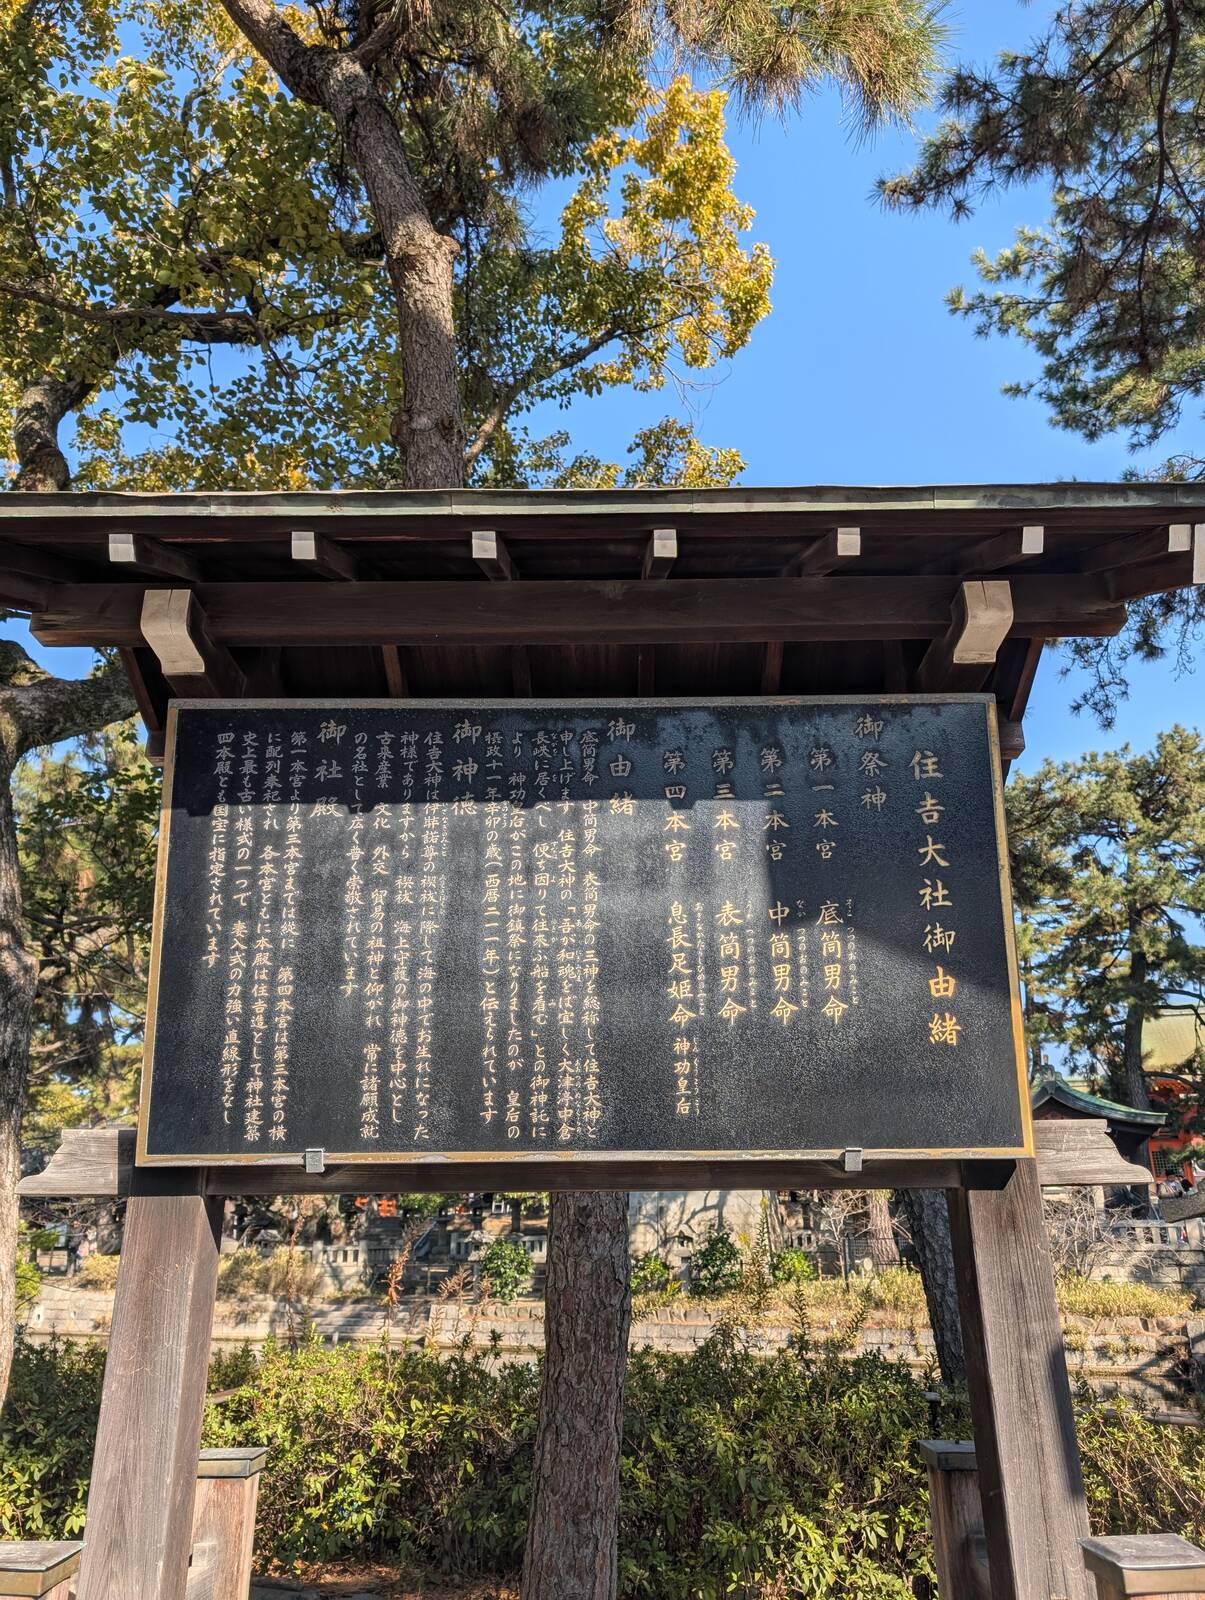 住吉大社御由緒
御祭神
第一本宮 底筒男命
第二本宮 中筒男命
第三本宮 表筒男命
第四本宮 息長足姫命 神功皇后
御由緒
底筒男命 中筒男命 表筒男命の三神を総称して住吉大神と
申し上げます 住吉大神の「吾が和魂をば宜しく大津渟中倉
長峡に居くべし 便ち因りて往来ふ船を看む」との御神託に
より 神功皇后がこの地に御鎮祭になりましたのが 皇后の
摂政十一年辛卯の歳(西暦二一一年)と伝えられています
御神徳
住吉大神は伊弉諾尊の禊祓に際して海の中でお生れになった
神様でありますから 禊祓 海上守護の御神徳を中心とし
古来産業 文化 外交 貿易の祖神と仰がれ 常に諸願成就
の名社として広く普く崇敬されています
御社殿
第一本宮より第三本宮までは縦に 第四本宮は第三本宮の横
に配列奉祀され 各本宮ともに本殿は住吉造として神社建築
史上最も古い様式の一つで 妻入式の力強い直線形をなし
四本殿とも国宝に指定されています